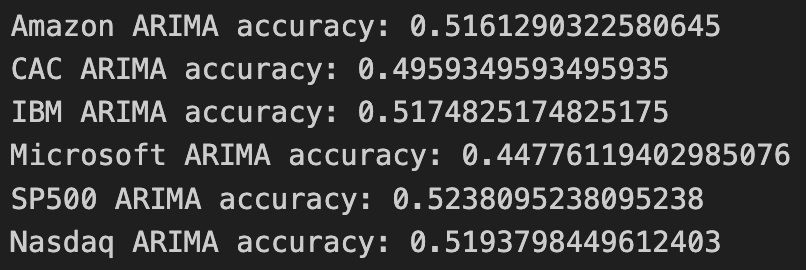 Amazon ARIMA accuracy: 0.5161290322580645
CAC ARIMA accuracy: 0.4959349593495935
IBM ARIMA accuracy: 0.5174825174825175
Microsoft ARIMA accuracy: 0.44776119402985076
SP500 ARIMA accuracy: 0.5238095238095238
Nasdaq ARIMA accuracy: 0.5193798449612403